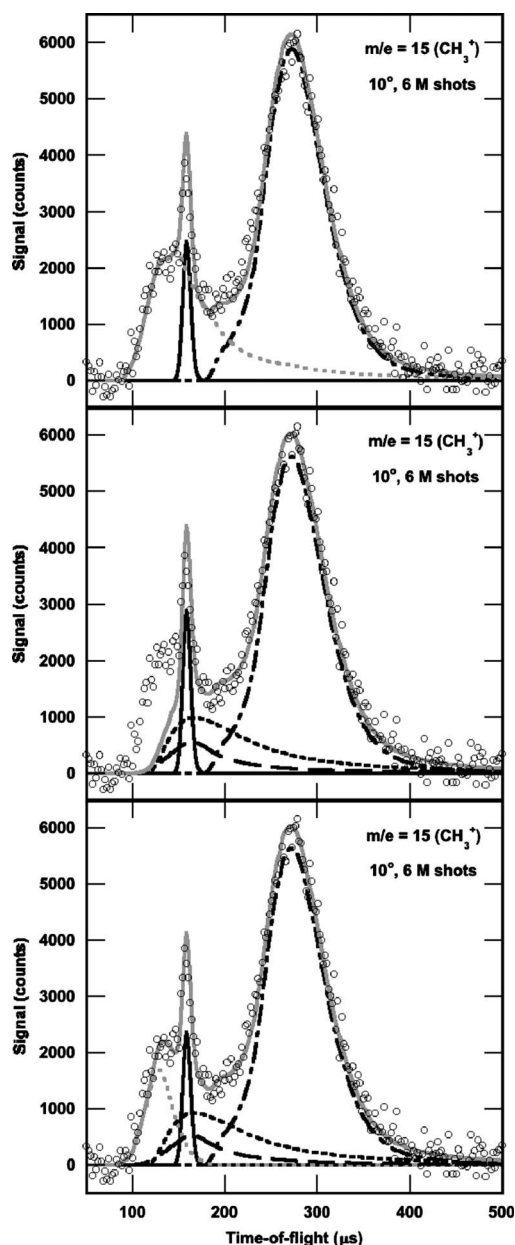 6000
5000
4000
3000
2000
1000
0
Signal (counts)
m/e = 15 (CH₃⁺)
10°, 6 M shots
6000
5000
4000
3000
2000
1000
0
Signal (counts)
m/e = 15 (CH₃⁺)
10°, 6 M shots
6000
5000
4000
3000
2000
1000
0
Signal (counts)
m/e = 15 (CH₃⁺)
10°, 6 M shots
100 200 300 400 500
Time-of-flight (μs)